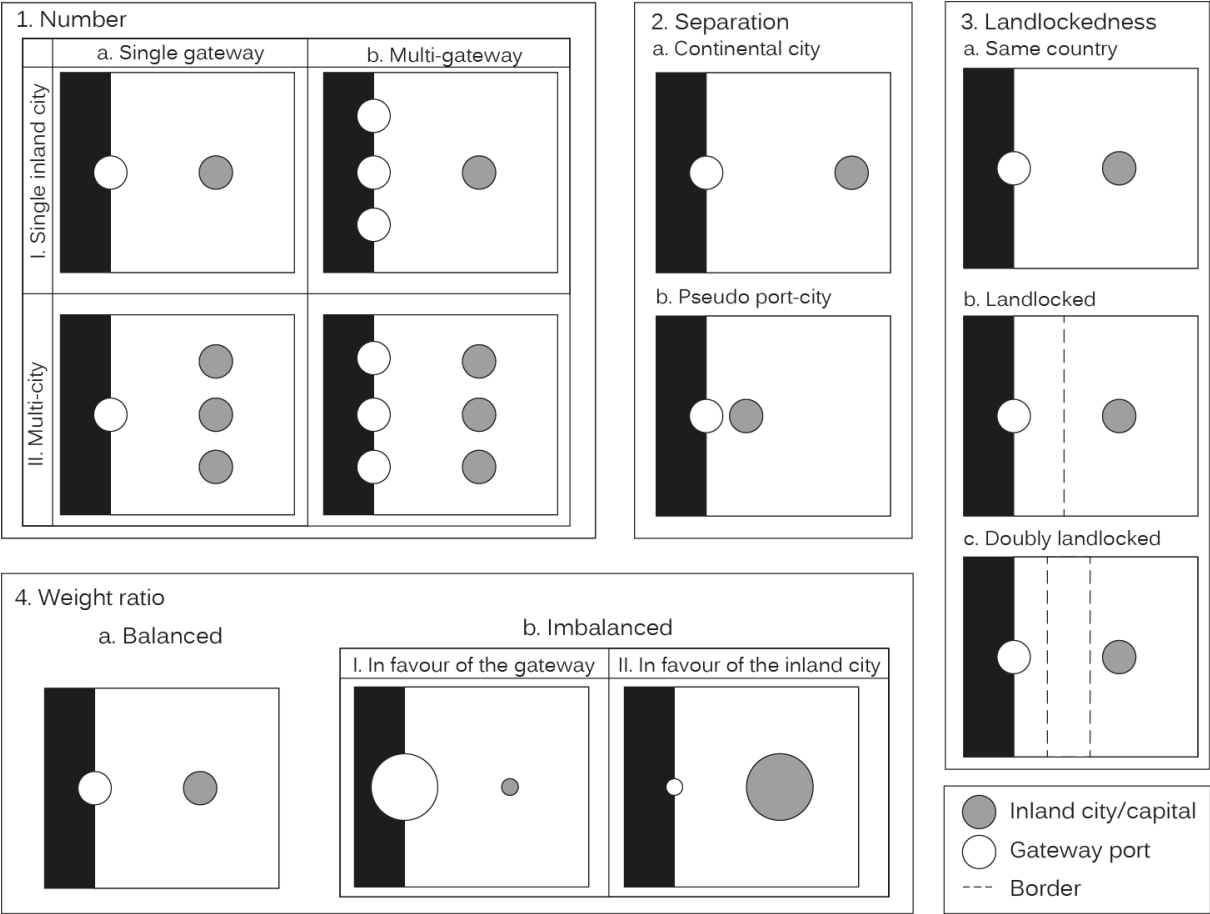 1. Number
a. Single gateway
b. Multi-gateway
I. Single inland city
II. Multi-city
2. Separation
a. Continental city
b. Pseudo port-city
3. Landlockedness
a. Same country
b. Landlocked
c. Doubly landlocked
4. Weight ratio
a. Balanced
b. Imbalanced
I. In favour of the gateway
II. In favour of the inland city
Inland city/capital
Gateway port
Border